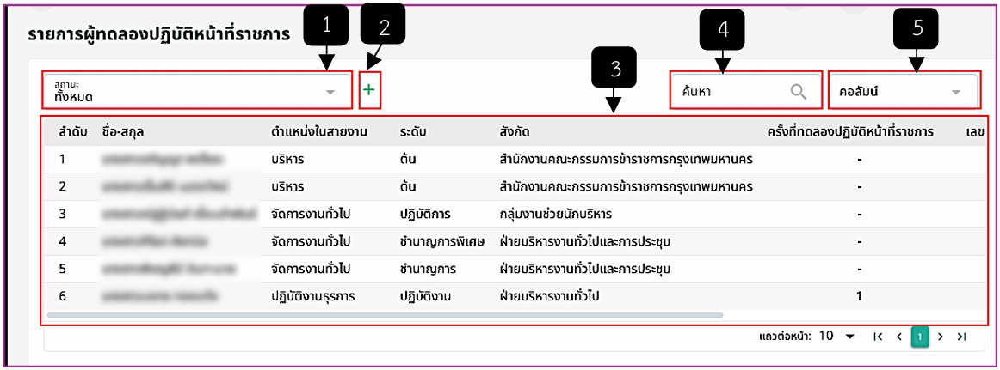 1
2
3
4
5
รายการผู้ทดลองปฏิบัติหน้าที่ราชการ
สถานะ
ทั้งหมด
+
ค้นหา
คอลัมน์
ลำดับ ชื่อ-สกุล ตำแหน่งในสายงาน ระดับ สังกัด ครั้งที่ทดลองปฏิบัติหน้าที่ราชการ เลข
1 บริหาร ต้น สำนักงานคณะกรรมการข้าราชการกรุงเทพมหานคร -
2 บริหาร ต้น สำนักงานคณะกรรมการข้าราชการกรุงเทพมหานคร -
3 จัดการงานทั่วไป ปฏิบัติการ กลุ่มงานช่วยนักบริหาร -
4 จัดการงานทั่วไป ชำนาญการพิเศษ ฝ่ายบริหารงานทั่วไปและการประชุม -
5 จัดการงานทั่วไป ชำนาญการ ฝ่ายบริหารงานทั่วไปและการประชุม -
6 ปฏิบัติงานธุรการ ปฏิบัติงาน ฝ่ายบริหารงานทั่วไป 1
แถวต่อหน้า: 10 1